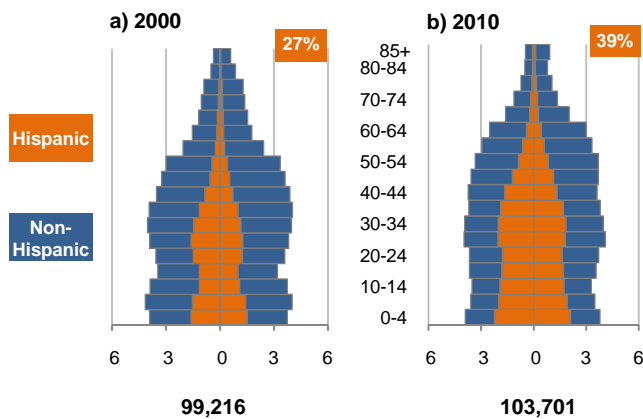 a) 2000
27%
Hispanic
Non-
Hispanic
6 3 0 3 6
99,216
85+
80-84
70-74
60-64
50-54
40-44
30-34
20-24
10-14
0-4
b) 2010
39%
6 3 0 3 6
103,701